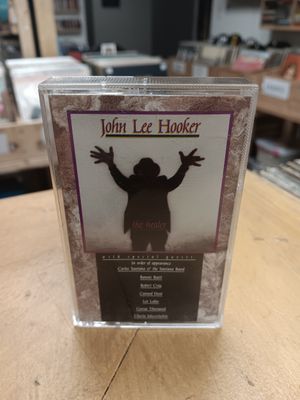 John Lee Hooker
the healer
with special guests:
in order of appearance
Carlos Santana & the Santana Band
Bonnie Raitt
Robert Cray
Canned Heat
Los Lobos
George Thorogood
Charlie Musselwhite